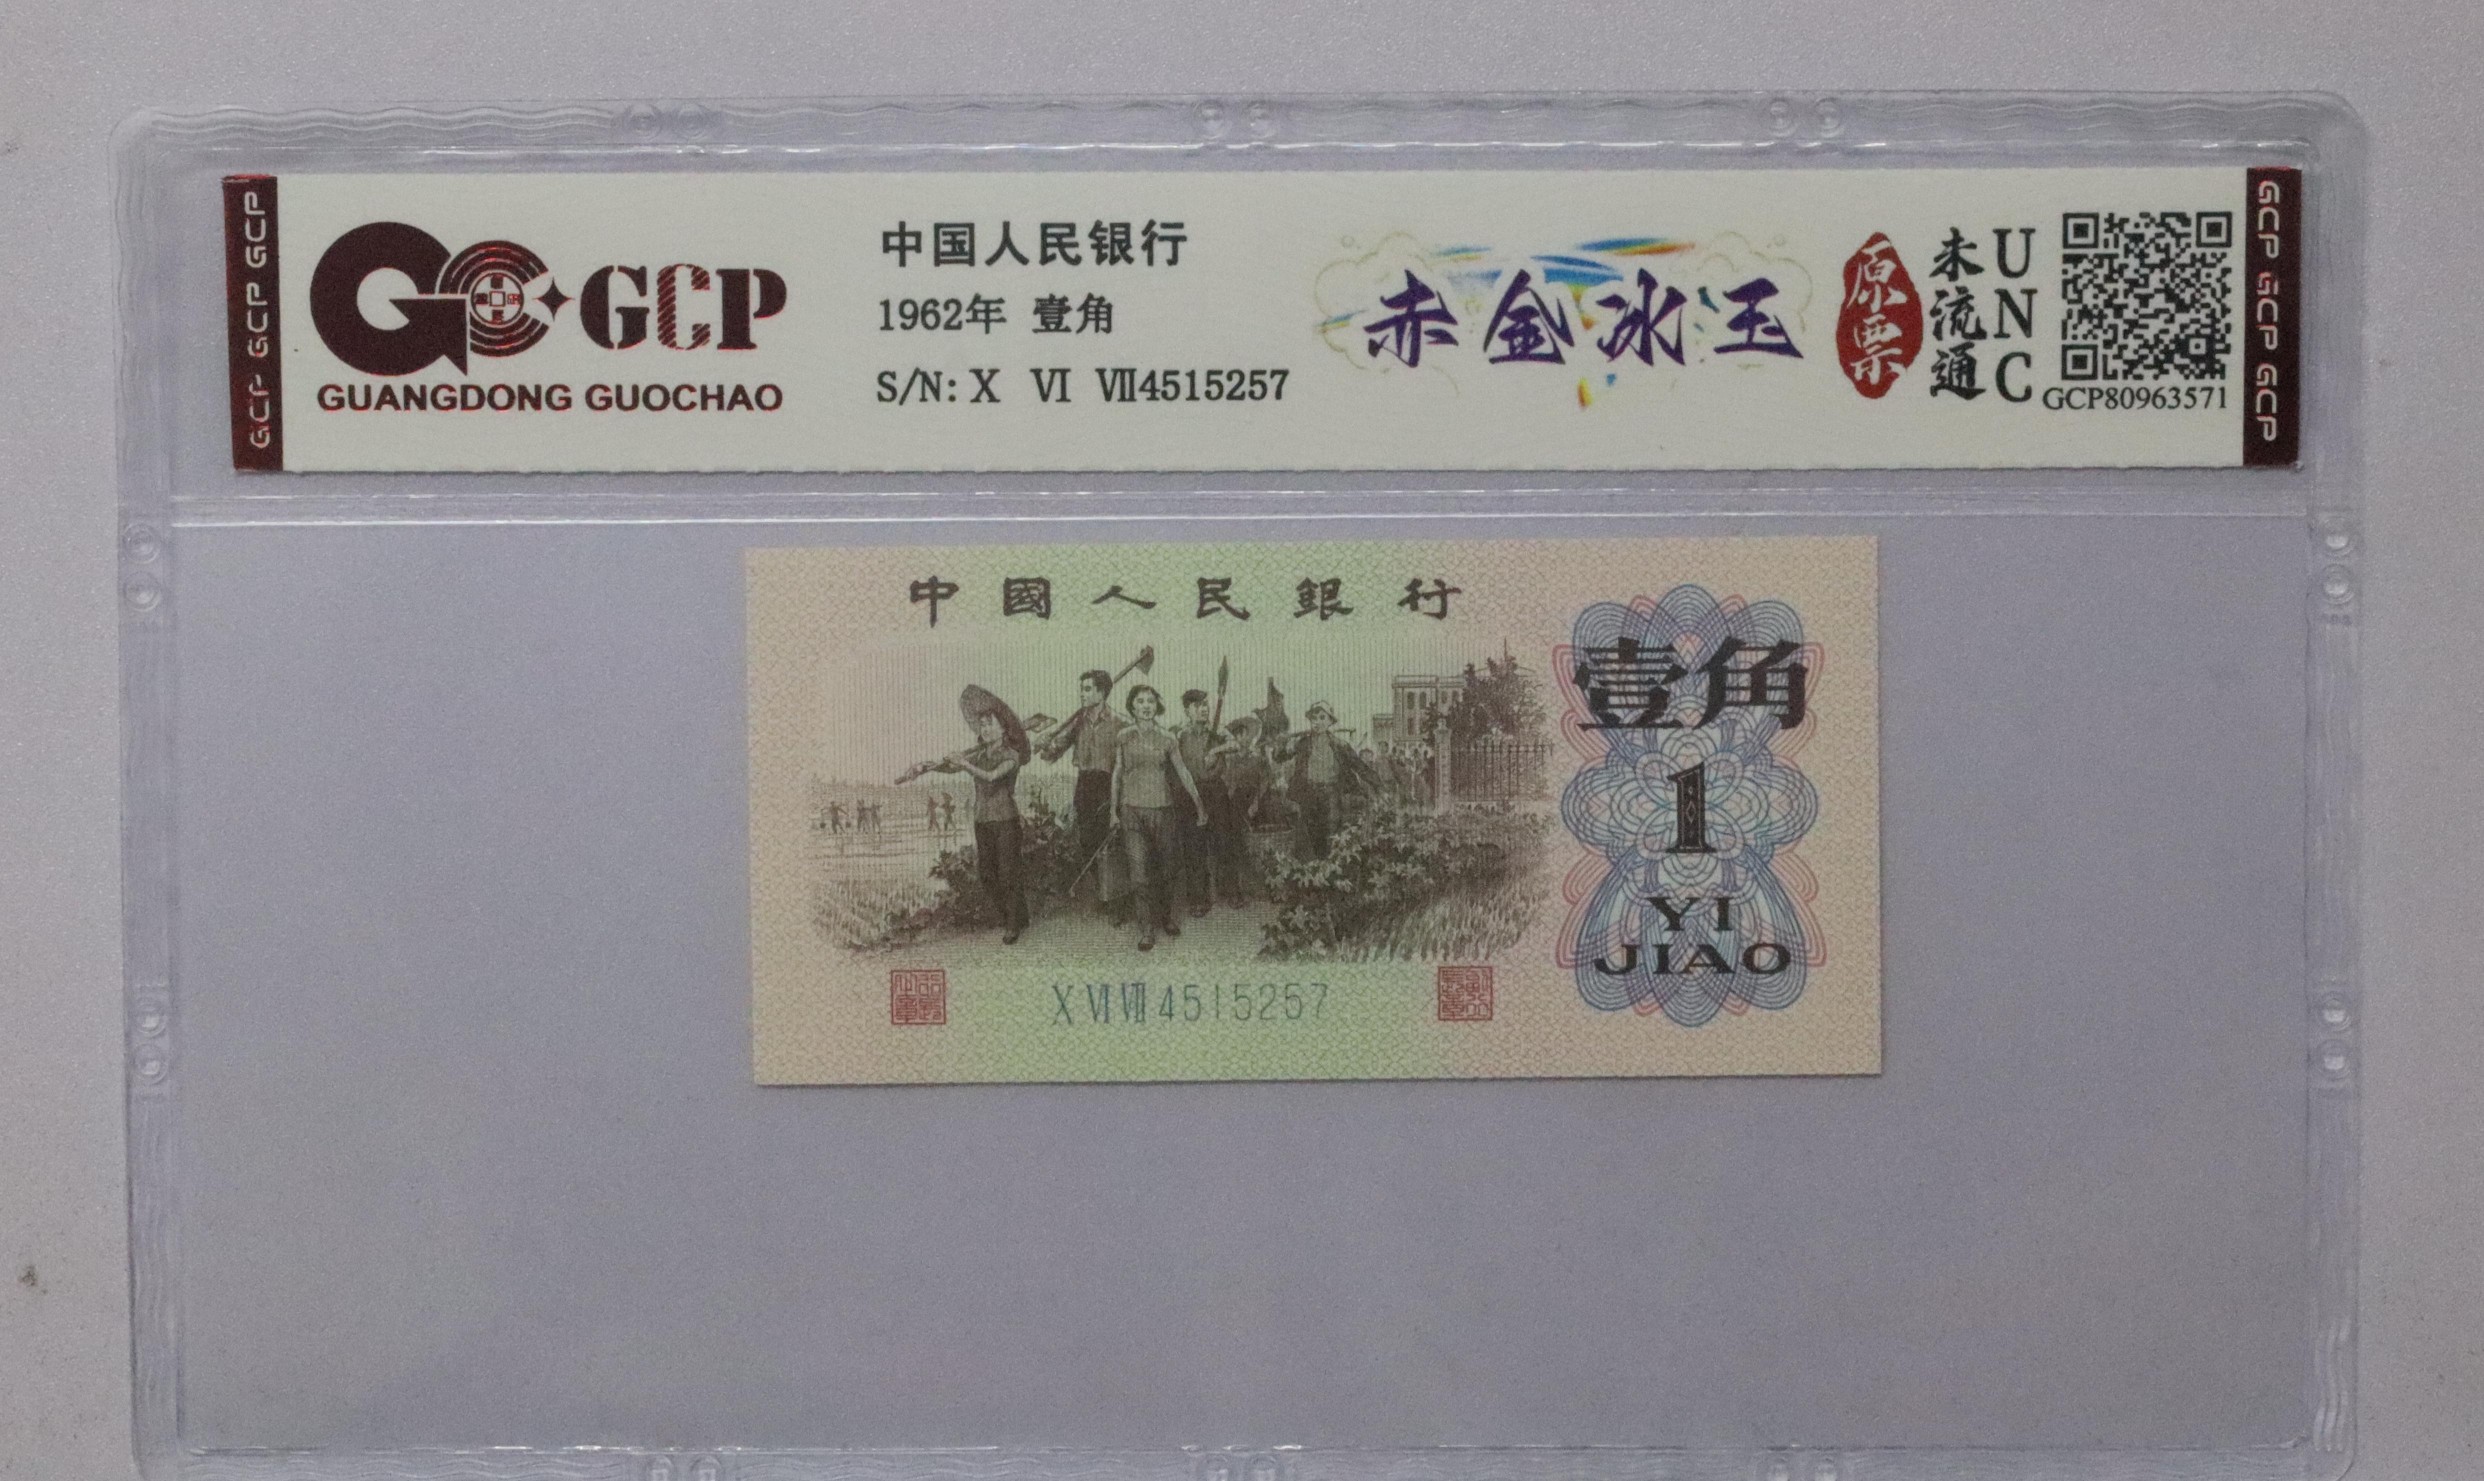 GCP GCP GCP
GCP
GUANGDONG GUOCHAO
中国人民银行
1962年 壹角
S/N: X VI VII4515257
赤金冰玉
原票
未流通
UNC
GCP80963571
GCP GCP GCP
中國人民銀行
壹角
1
YI
JIAO
X VI VII 4515257